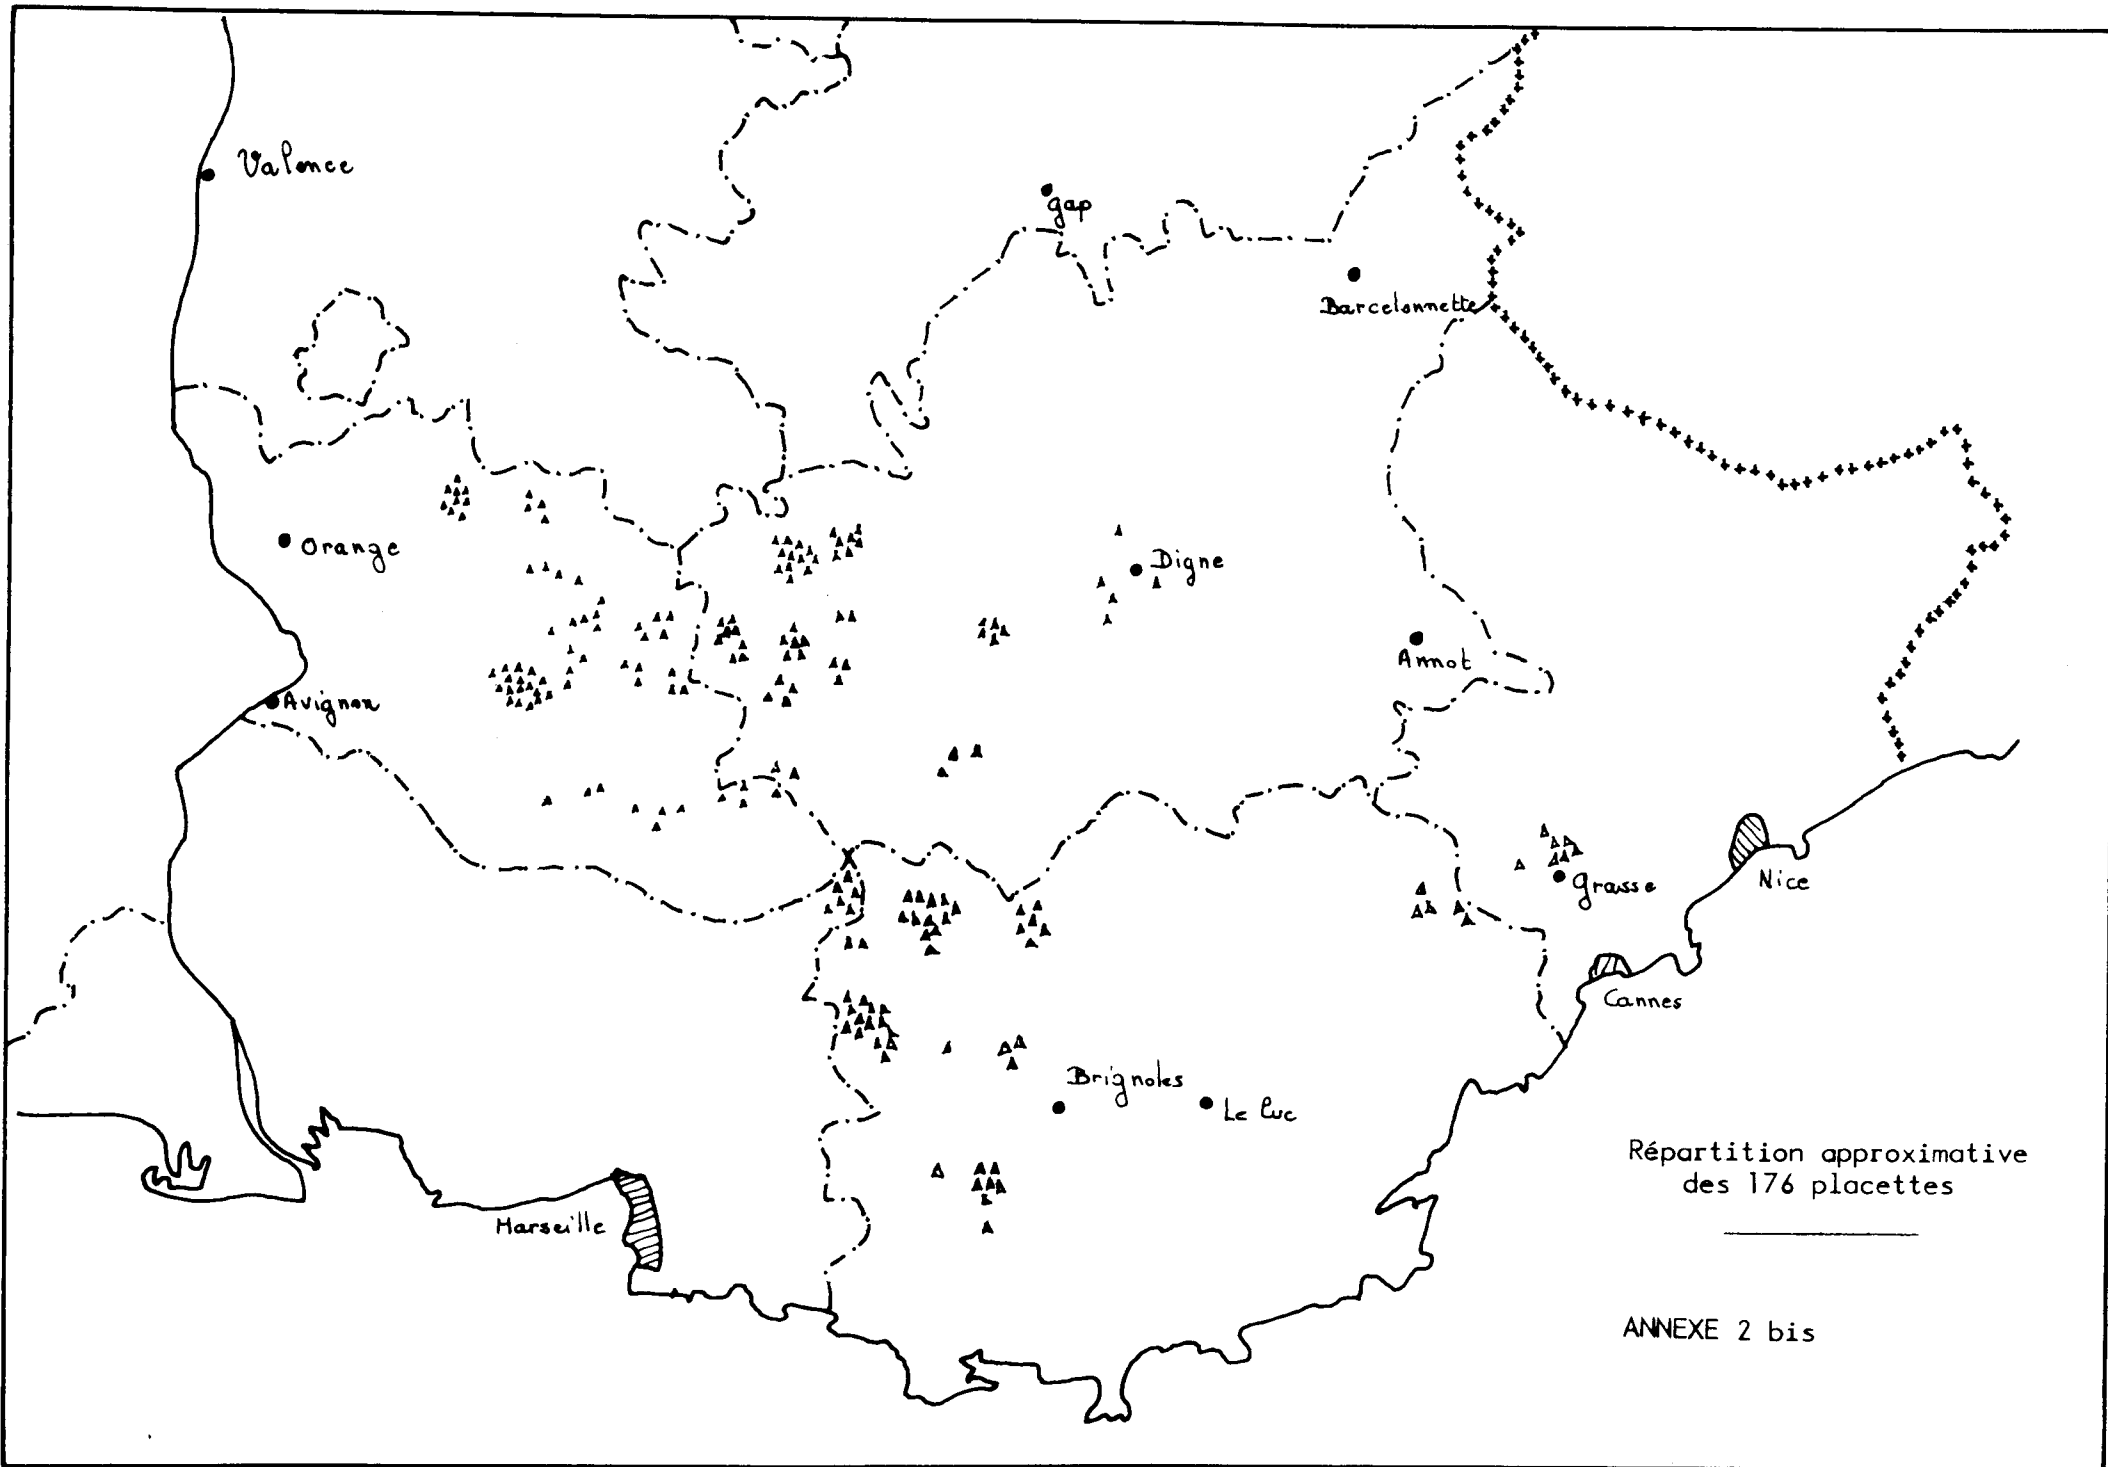 Valence
gap
Barcelonnette
Orange
Digne
Annot
Avignon
Grasse
Nice
Cannes
Brignoles
Le Luc
Marseille
Répartition approximative
des 176 placettes
ANNEXE 2 bis